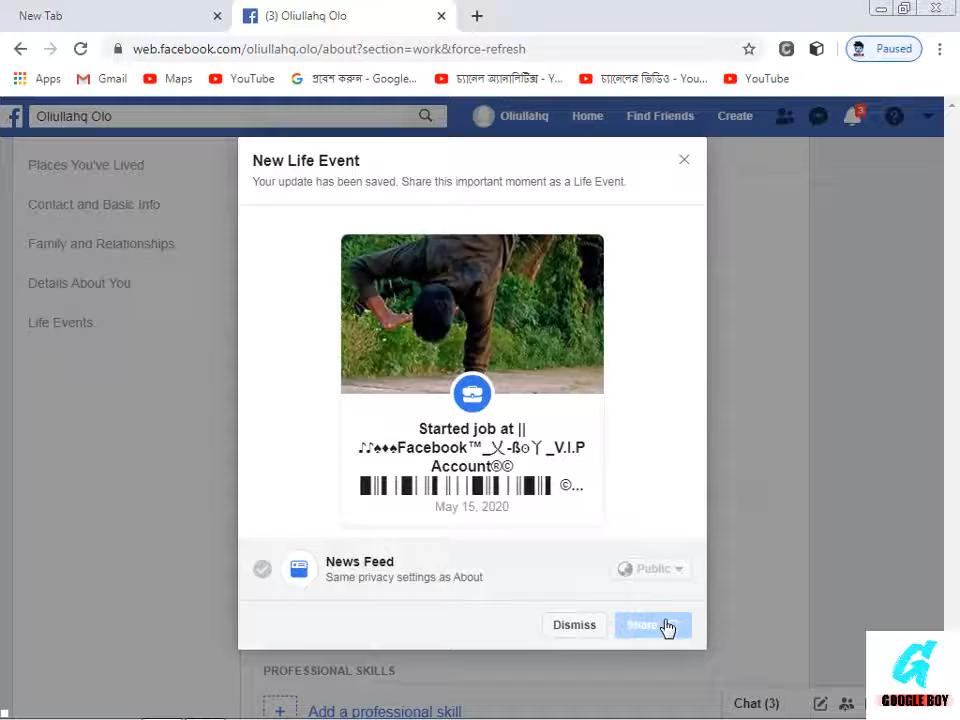 New Tab
(3) Oliullahq Olo
web.facebook.com/oliullahq.olo/about?section=work&force-refresh
Paused
Apps
Gmail
Maps
YouTube
প্রবেশ করুন - Google...
চ্যানেল অ্যানালিটিক্স - Y...
চ্যানেলের ভিডিও - You...
YouTube
Oliullahq Olo
Oliullahq
Home
Find Friends
Create
3
Places You've Lived
Contact and Basic Info
Family and Relationships
Details About You
Life Events
New Life Event
Your update has been saved. Share this important moment as a Life Event.
Started job at ||
♪♪♠♦♠Facebook™_乂-ßʘ丫_V.I.P
Account®©
©...
May 15, 2020
News Feed
Same privacy settings as About
Public
Dismiss
Share
PROFESSIONAL SKILLS
Add a professional skill
Chat (3)
GOOGLE BOY